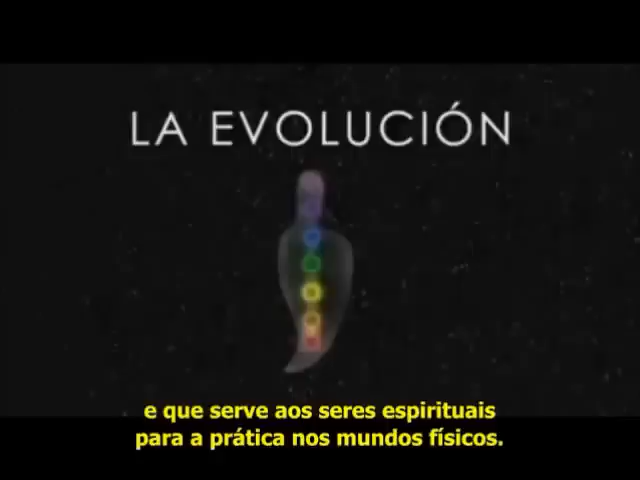 LA EVOLUCIÓN
e que serve aos seres espirituais
para a prática nos mundos físicos.